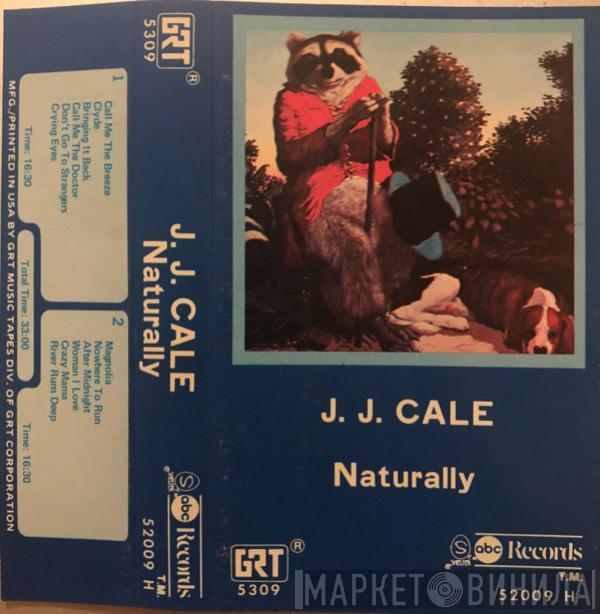 GRT ®
5309
1
Call Me The Breeze
Clyde
Bringing It Back
Call Me The Doctor
Don't Go To Strangers
Crying Eyes
Time: 16:30
Total Time: 33:00
2
Magnolia
Nowhere To Run
After Midnight
Woman I Love
Crazy Mama
River Runs Deep
Time: 16:30
MFG./PRINTED IN USA BY GRT MUSIC TAPES DIV. OF GRT CORPORATION
J. J. CALE
Naturally
S
SHELTER
abc Records
T.M.
52009 H
J. J. CALE
Naturally
GRT ®
5309
S
SHELTER
abc Records
T.M.
52009 H
МАРКЕТ ВИНИЛА